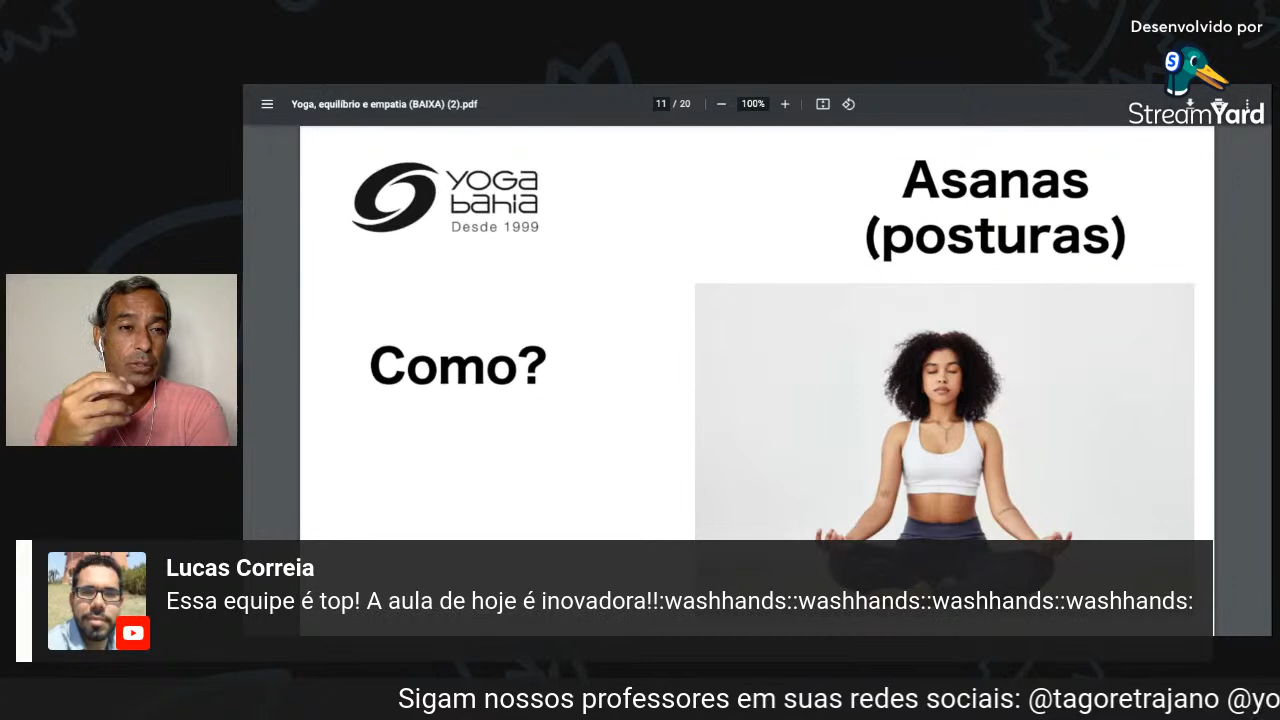 Desenvolvido por
StreamYard
Yoga, equilíbrio e empatia (BAIXA) (2).pdf
11 / 20
100%
YOGA
bahia
Desde 1999
Asanas
(posturas)
Como?
Lucas Correia
Essa equipe é top! A aula de hoje é inovadora!!:washhands::washhands::washhands::washhands:
Sigam nossos professores em suas redes sociais: @tagoretrajano @yo